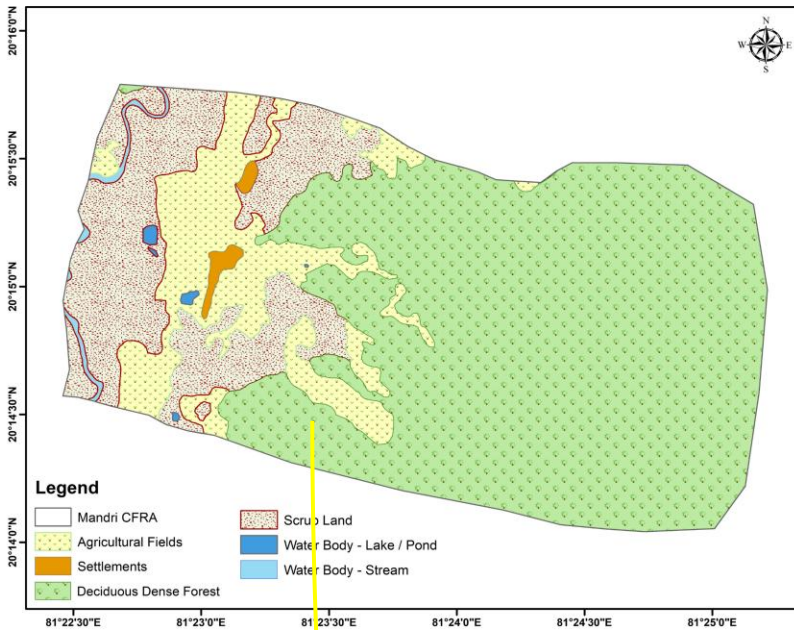 20°16'0"N
N
W E
S
20°15'30"N
20°15'0"N
20°14'30"N
20°14'0"N
Legend
Mandri CFRA
Agricultural Fields
Settlements
Deciduous Dense Forest
Scrub Land
Water Body - Lake / Pond
Water Body - Stream
81°22'30"E 81°23'0"E 81°23'30"E 81°24'0"E 81°24'30"E 81°25'0"E